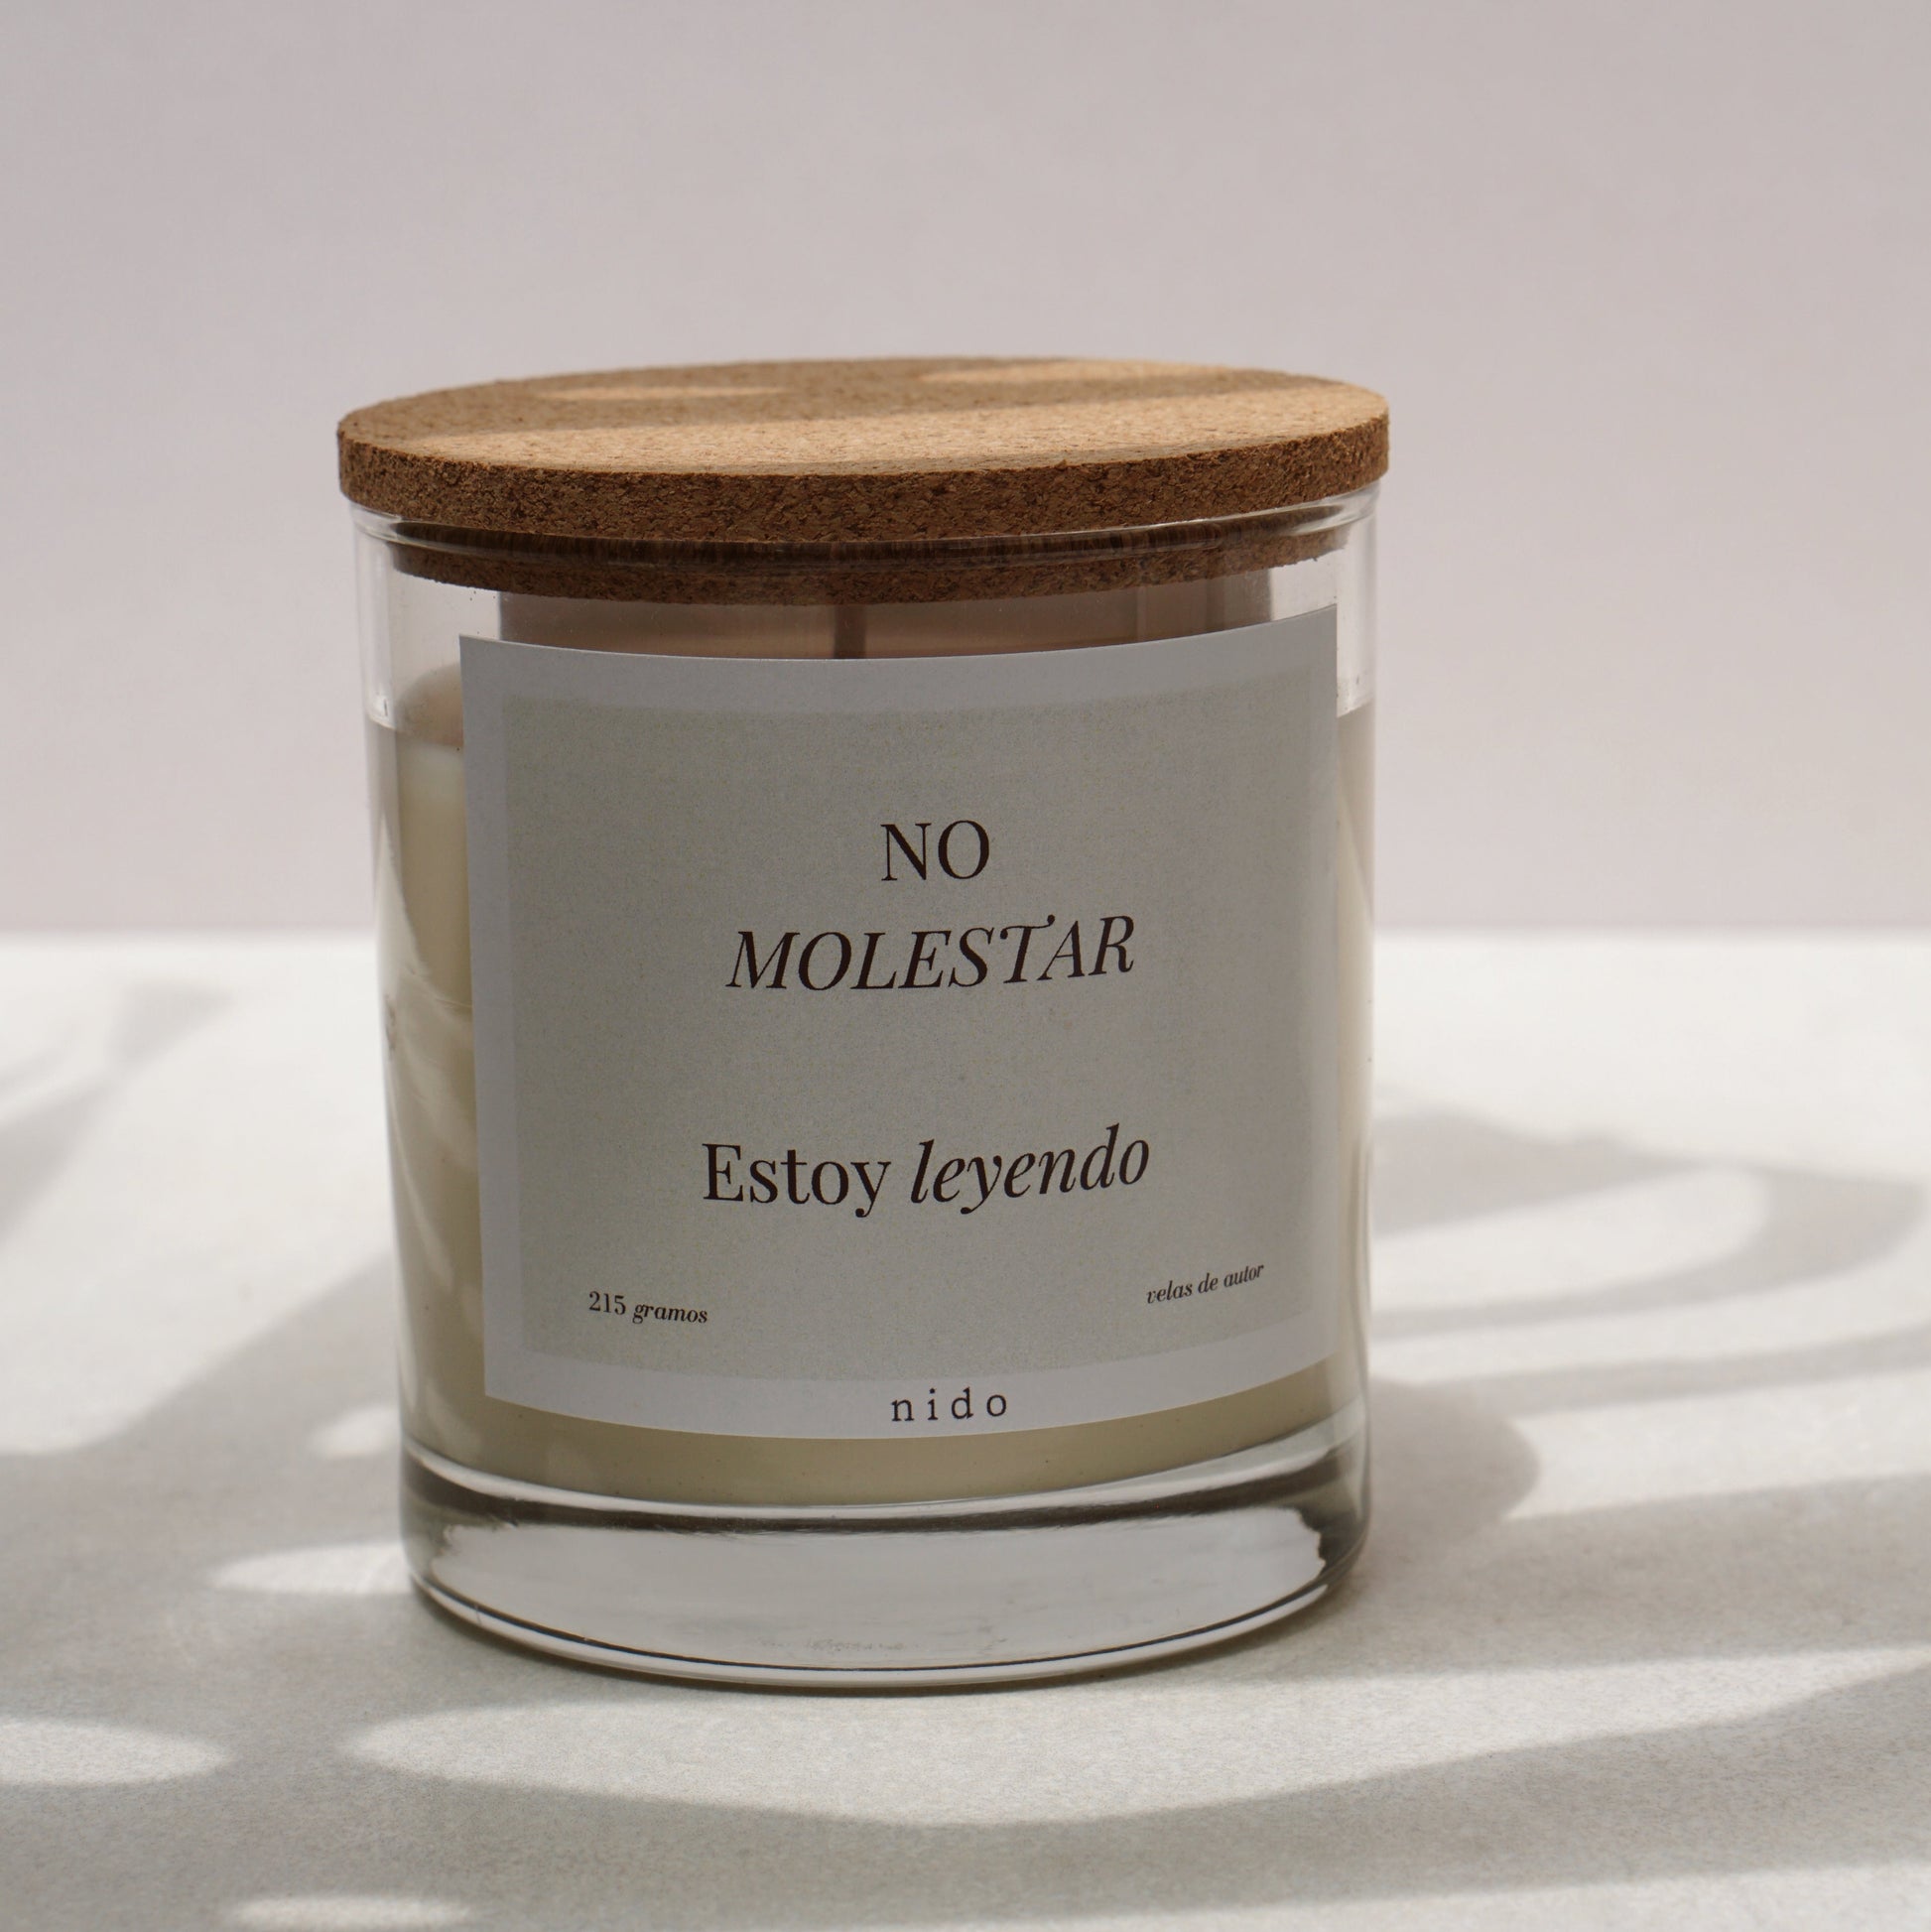 NO
MOLESTAR
Estoy leyendo
215 gramos
velas de autor
nido